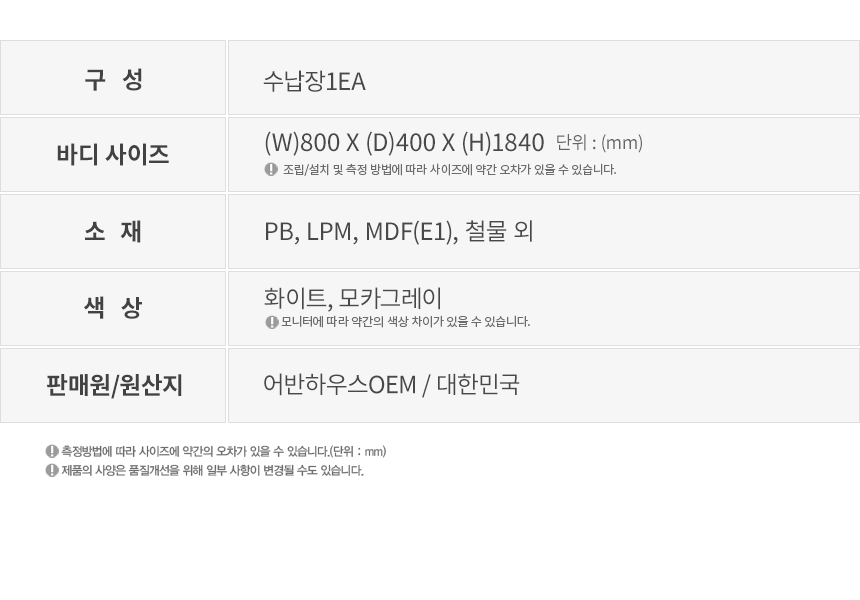 구 성
수납장1EA
바디 사이즈
(W)800 X (D)400 X (H)1840 단위 : (mm)
조립/설치 및 측정 방법에 따라 사이즈에 약간 오차가 있을 수 있습니다.
소 재
PB, LPM, MDF(E1), 철물 외
색 상
화이트, 모카그레이
모니터에 따라 약간의 색상 차이가 있을 수 있습니다.
판매원/원산지
어반하우스OEM / 대한민국
측정방법에 따라 사이즈에 약간의 오차가 있을 수 있습니다.(단위 : mm)
제품의 사양은 품질개선을 위해 일부 사항이 변경될 수도 있습니다.